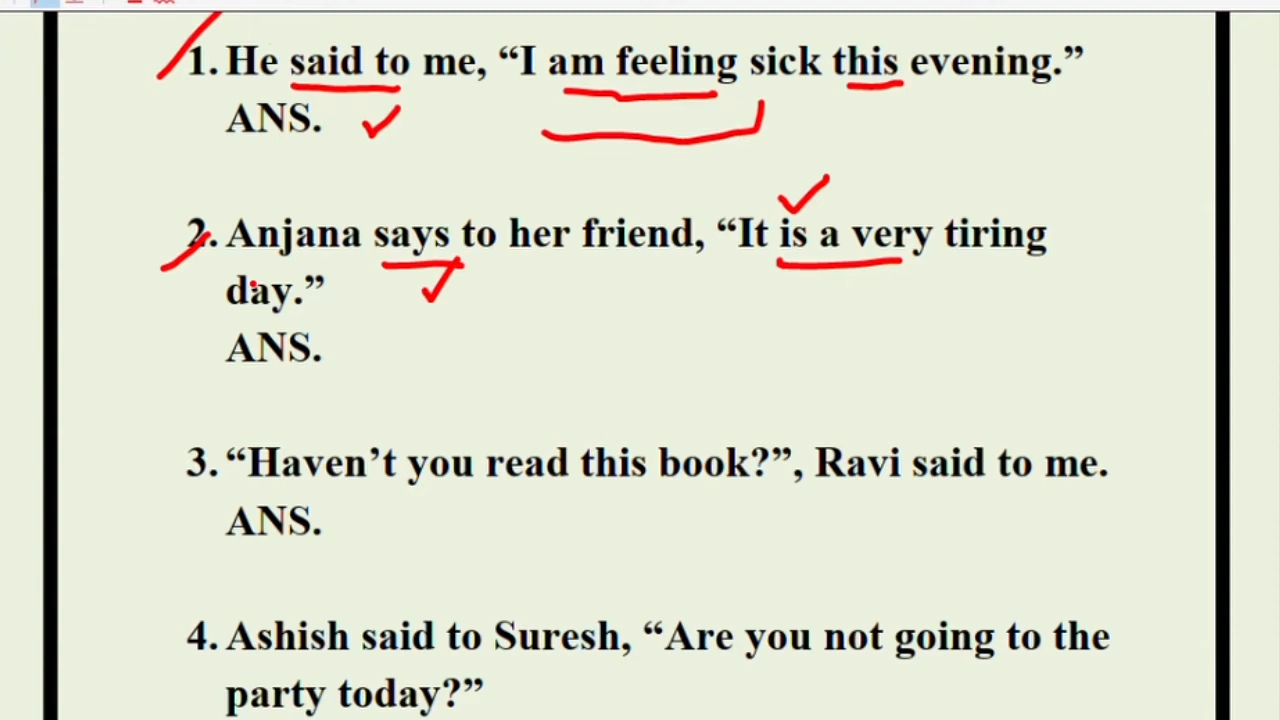 1. He said to me, “I am feeling sick this evening.”
ANS.
2. Anjana says to her friend, “It is a very tiring
day.”
ANS.
3. “Haven’t you read this book?”, Ravi said to me.
ANS.
4. Ashish said to Suresh, “Are you not going to the
party today?”